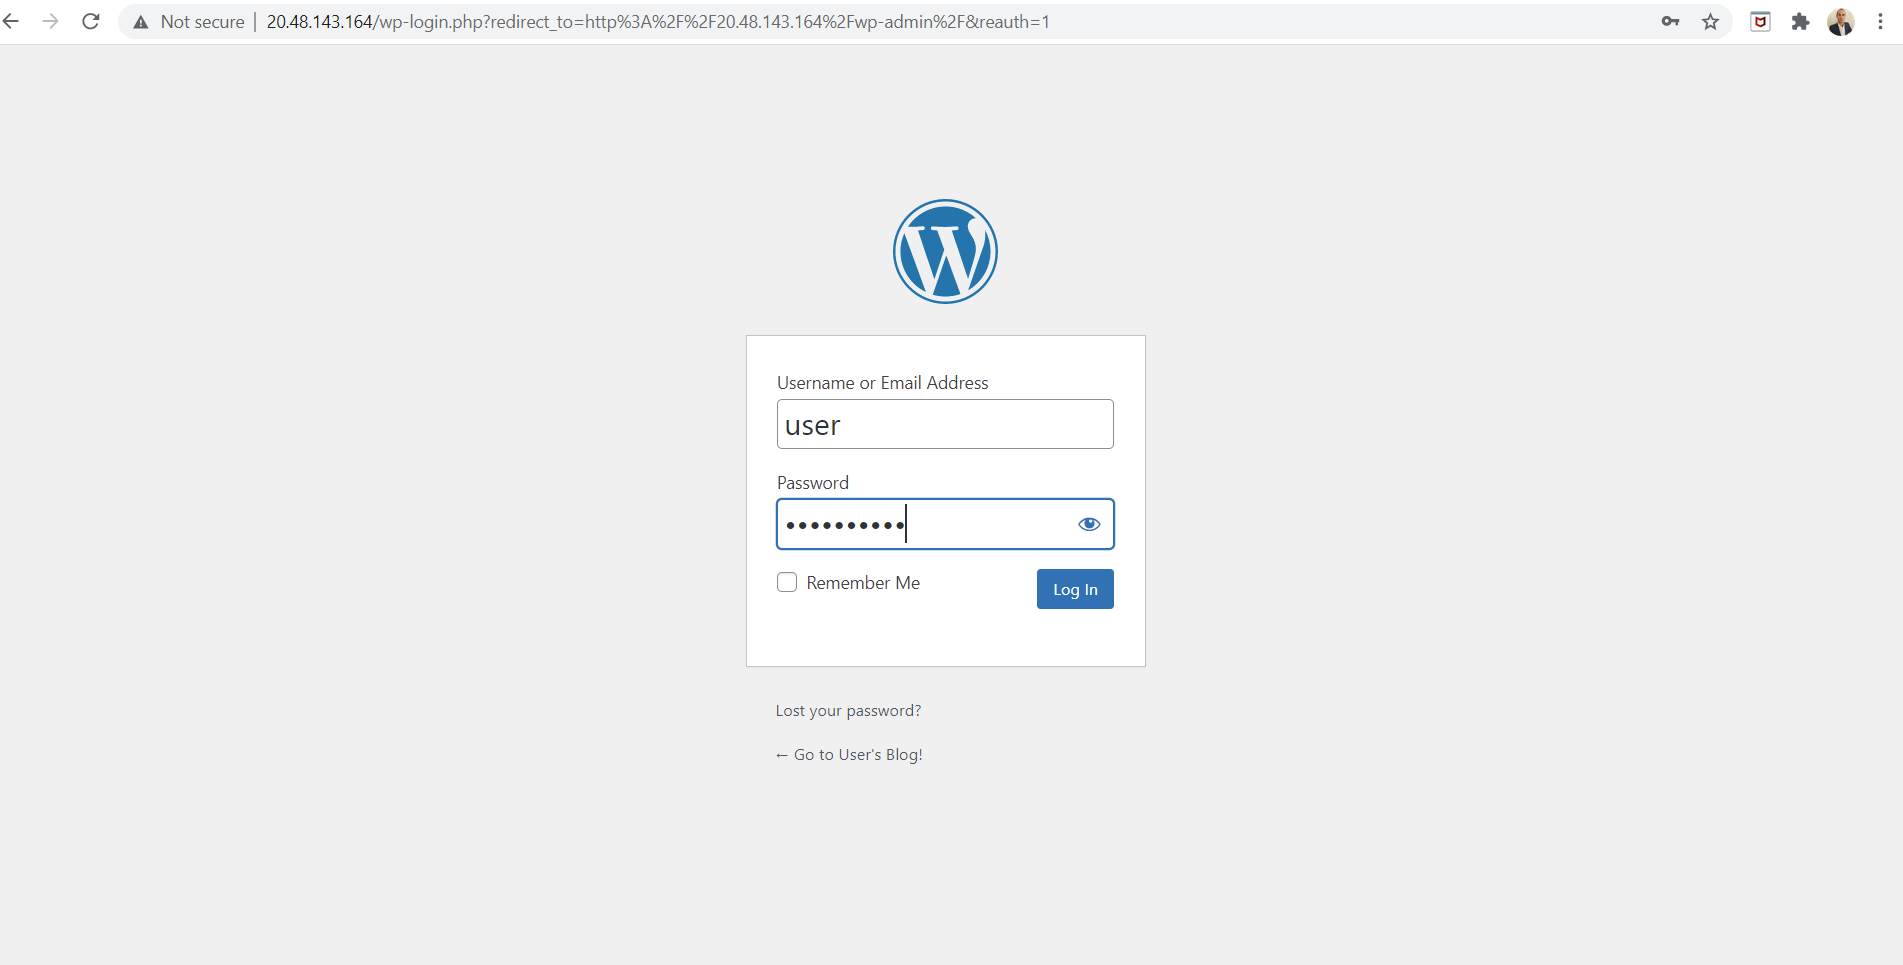 Not secure | 20.48.143.164/wp-login.php?redirect_to=http%3A%2F%2F20.48.143.164%2Fwp-admin%2F&reauth=1
W
Username or Email Address
user
Password
••••••••••
Remember Me
Log In
Lost your password?
← Go to User's Blog!